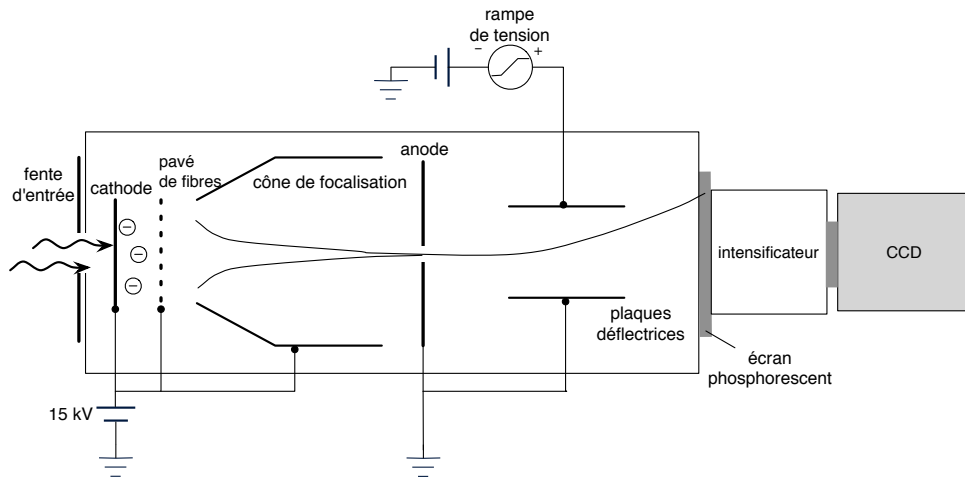 rampe
de tension
− +
fente
d'entrée
cathode
pavé
de fibres
cône de focalisation
anode
intensificateur
CCD
plaques
déflectrices
écran
phosphorescent
15 kV